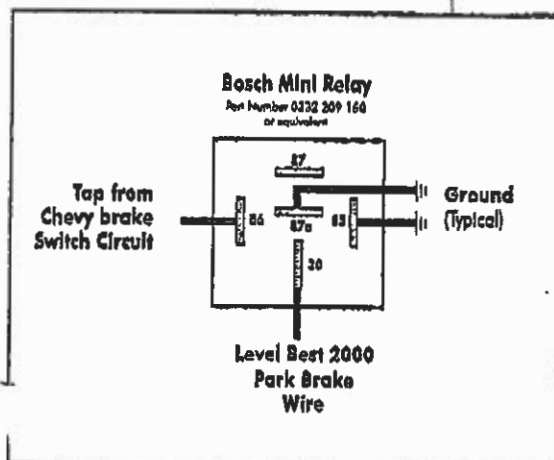 Bosch Mini Relay
Part Number 0332 209 160
or equivalent
87
Tap from
Chevy brake
Switch Circuit
86
87a
85
Ground
(Typical)
30
Level Best 2000
Park Brake
Wire